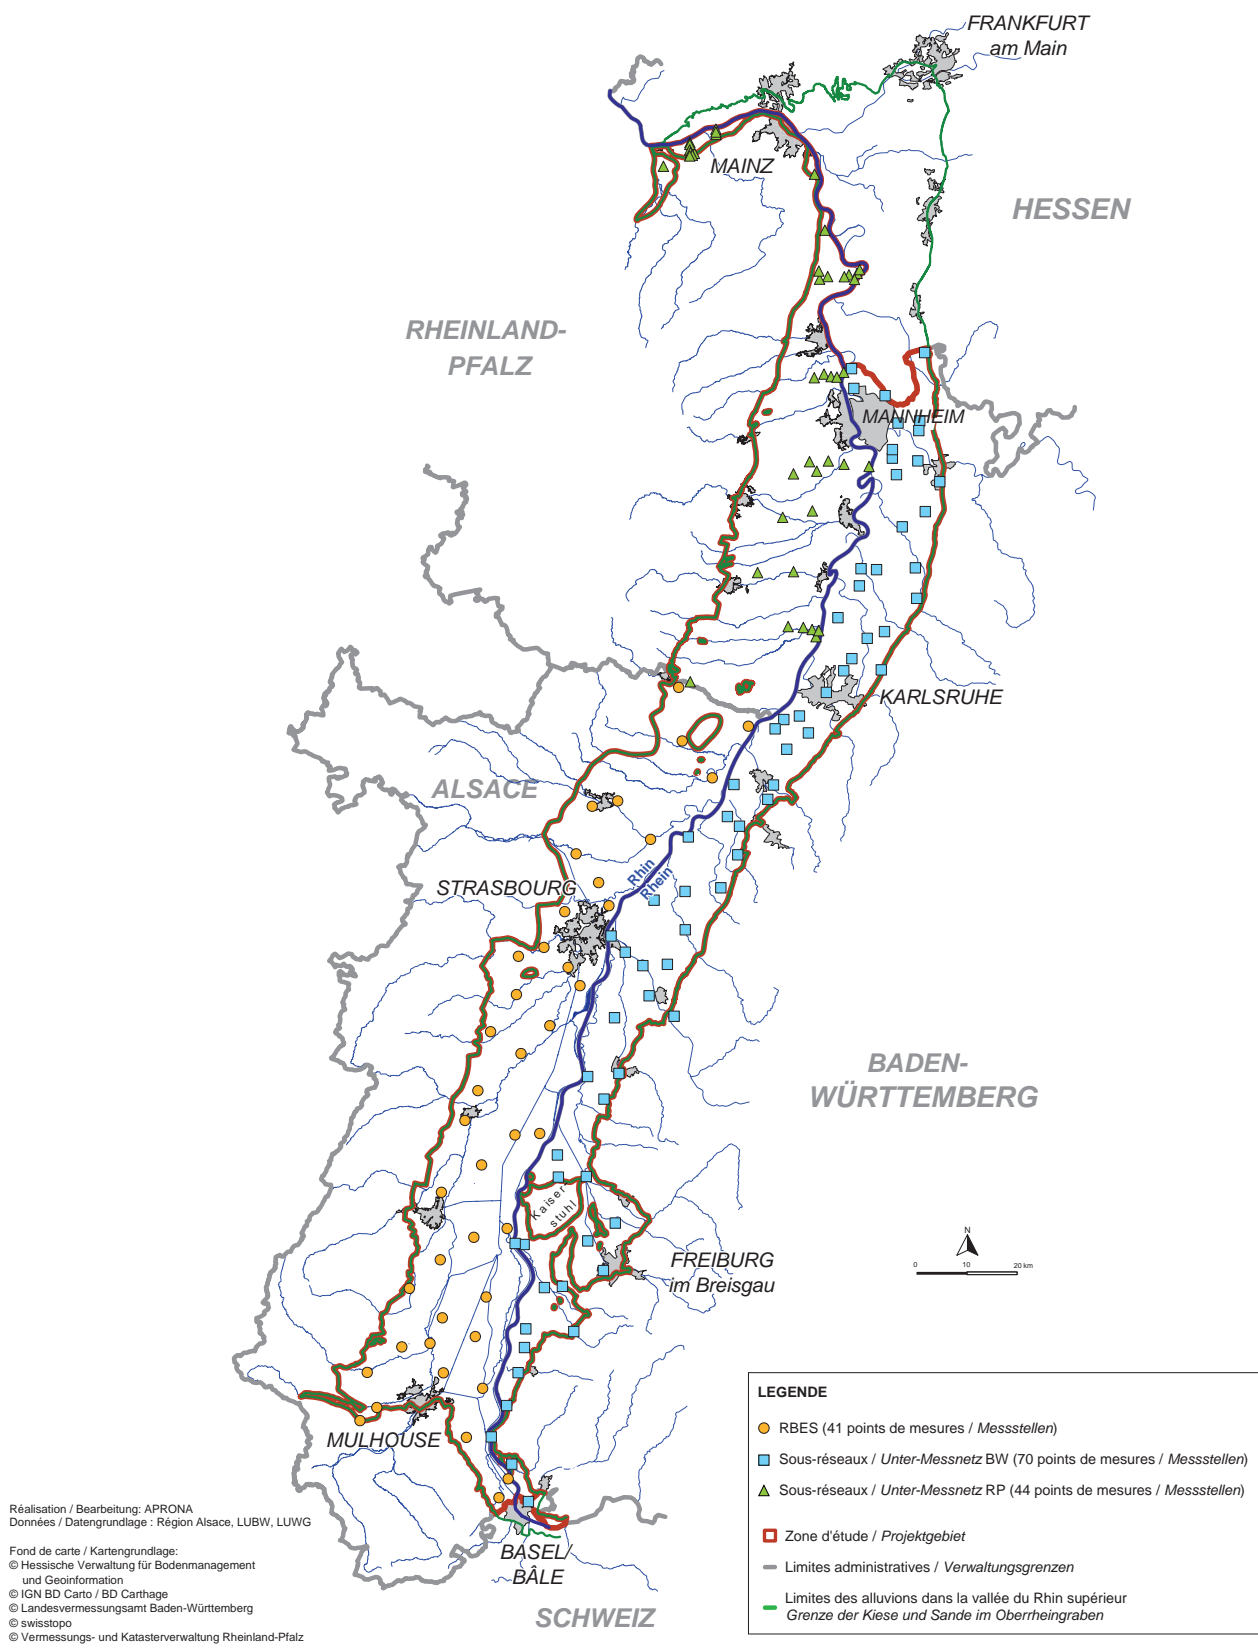 FRANKFURT
am Main
MAINZ
HESSEN
RHEINLAND-
PFALZ
MANNHEIM
KARLSRUHE
ALSACE
STRASBOURG
Rhin
Rhein
BADEN-
WÜRTTEMBERG
Kaiser
stuhl
FREIBURG
im Breisgau
N
0 10 20 km
MULHOUSE
BASEL/
BÂLE
SCHWEIZ
LEGENDE
RBES (41 points de mesures / Messstellen)
Sous-réseaux / Unter-Messnetz BW (70 points de mesures / Messstellen)
Sous-réseaux / Unter-Messnetz RP (44 points de mesures / Messstellen)
Zone d'étude / Projektgebiet
Limites administratives / Verwaltungsgrenzen
Limites des alluvions dans la vallée du Rhin supérieur
Grenze der Kiese und Sande im Oberrheingraben
Réalisation / Bearbeitung: APRONA
Données / Datengrundlage : Région Alsace, LUBW, LUWG
Fond de carte / Kartengrundlage:
© Hessische Verwaltung für Bodenmanagement
und Geoinformation
© IGN BD Carto / BD Carthage
© Landesvermessungsamt Baden-Württemberg
© swisstopo
© Vermessungs- und Katasterverwaltung Rheinland-Pfalz